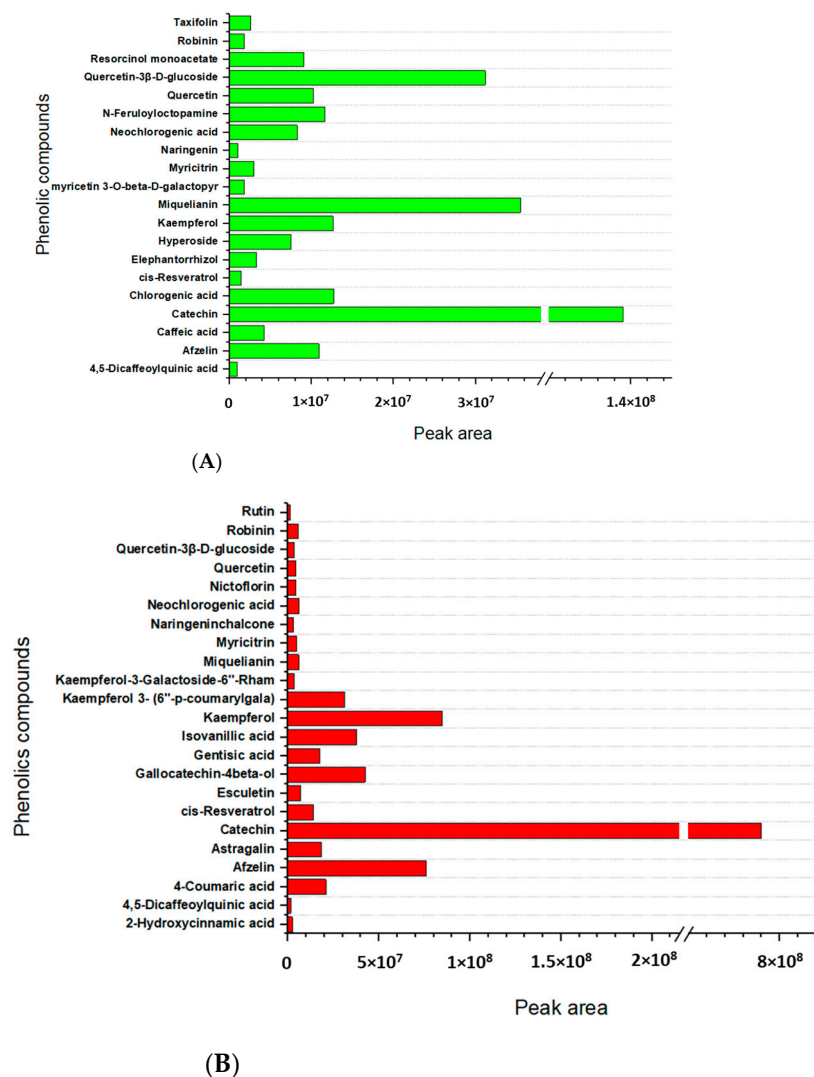 Taxifolin
Robinin
Resorcinol monoacetate
Quercetin-3β-D-glucoside
Quercetin
N-Feruloyloctopamine
Neochlorogenic acid
Naringenin
Myricitrin
myricetin 3-O-beta-D-galactopyr
Miquelianin
Kaempferol
Hyperoside
Elephantorrhizol
cis-Resveratrol
Chlorogenic acid
Catechin
Caffeic acid
Afzelin
4,5-Dicaffeoylquinic acid
Phenolic compounds
0 1×10⁷ 2×10⁷ 3×10⁷ 1.4×10⁸
Peak area
(A)
Rutin
Robinin
Quercetin-3β-D-glucoside
Quercetin
Nictoflorin
Neochlorogenic acid
Naringeninchalcone
Myricitrin
Miquelianin
Kaempferol-3-Galactoside-6"-Rham
Kaempferol 3- (6"-p-coumarylgala)
Kaempferol
Isovanillic acid
Gentisic acid
Gallocatechin-4beta-ol
Esculetin
cis-Resveratrol
Catechin
Astragalin
Afzelin
4-Coumaric acid
4,5-Dicaffeoylquinic acid
2-Hydroxycinnamic acid
Phenolics compounds
0 5×10⁷ 1×10⁸ 1.5×10⁸ 2×10⁸ 8×10⁸
Peak area
(B)